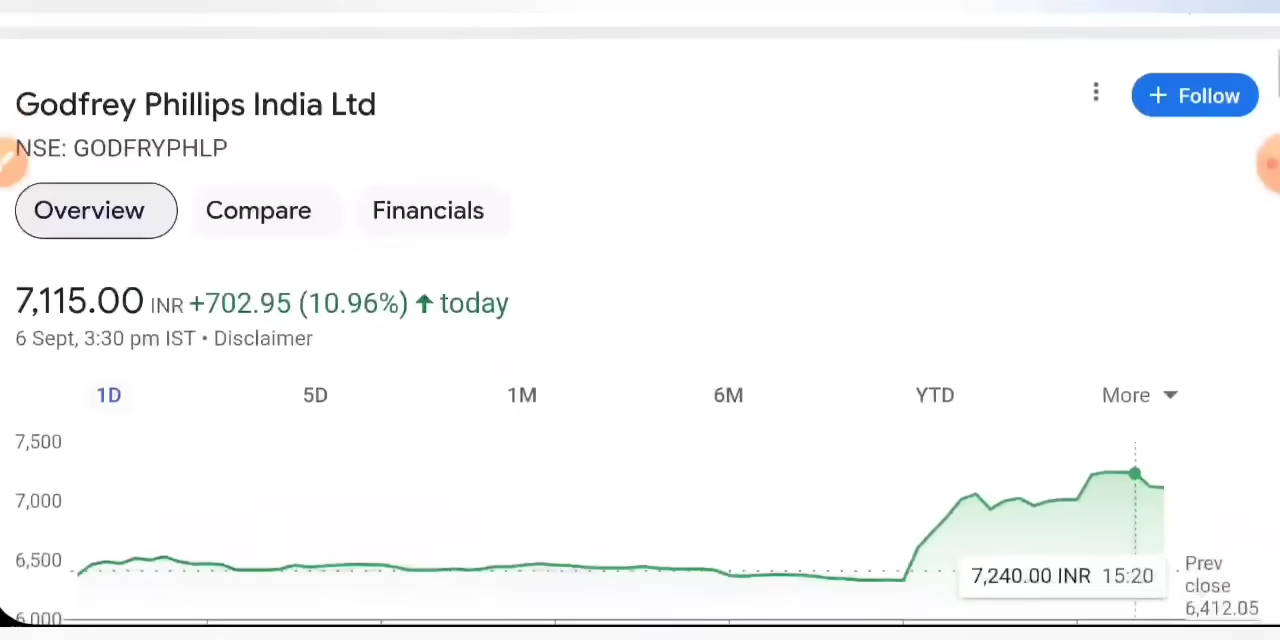 Godfrey Phillips India Ltd
+ Follow
NSE: GODFRYPHLP
Overview
Compare
Financials
7,115.00 INR +702.95 (10.96%) ↑ today
6 Sept, 3:30 pm IST • Disclaimer
1D
5D
1M
6M
YTD
More
7,500
7,000
6,500
6,000
7,240.00 INR 15:20
Prev
close
6,412.05